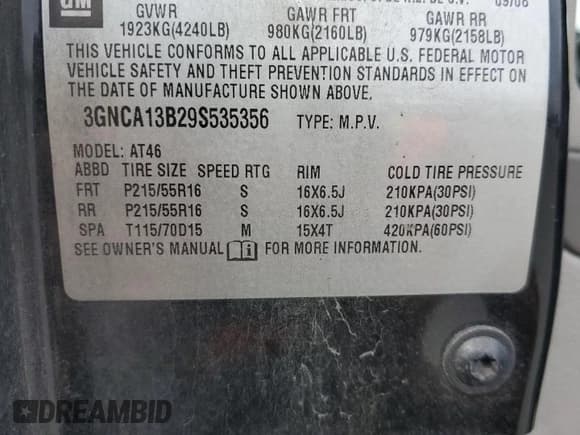 GM
09/08
GVWR GAWR FRT GAWR RR
1923KG(4240LB) 980KG(2160LB) 979KG(2158LB)
THIS VEHICLE CONFORMS TO ALL APPLICABLE U.S. FEDERAL MOTOR
VEHICLE SAFETY AND THEFT PREVENTION STANDARDS IN EFFECT ON
THE DATE OF MANUFACTURE SHOWN ABOVE.
3GNCA13B29S535356 TYPE: M.P.V.
MODEL: AT46
ABBD TIRE SIZE SPEED RTG RIM COLD TIRE PRESSURE
FRT P215/55R16 S 16X6.5J 210KPA(30PSI)
RR P215/55R16 S 16X6.5J 210KPA(30PSI)
SPA T115/70D15 M 15X4T 420KPA(60PSI)
SEE OWNER'S MANUAL FOR MORE INFORMATION.
DREAMBID